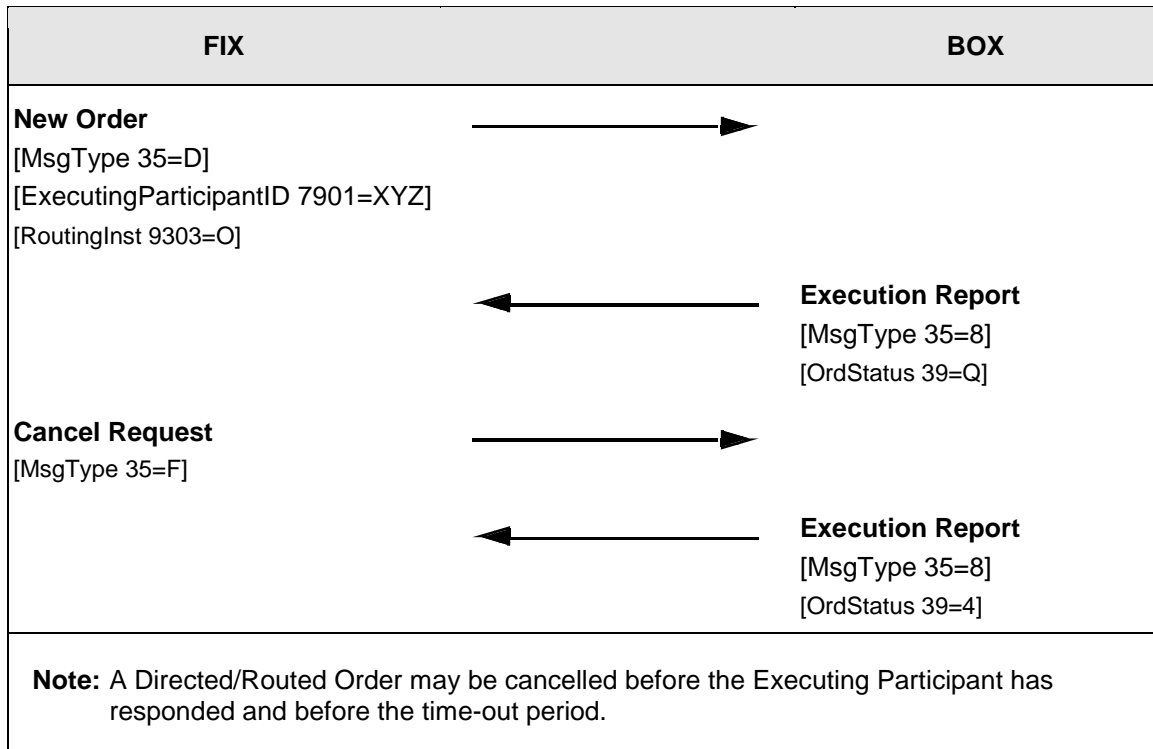 FIX BOX
New Order
[MsgType 35=D]
[ExecutingParticipantID 7901=XYZ]
[RoutingInst 9303=O]
Execution Report
[MsgType 35=8]
[OrdStatus 39=Q]
Cancel Request
[MsgType 35=F]
Execution Report
[MsgType 35=8]
[OrdStatus 39=4]
Note: A Directed/Routed Order may be cancelled before the Executing Participant has
responded and before the time-out period.